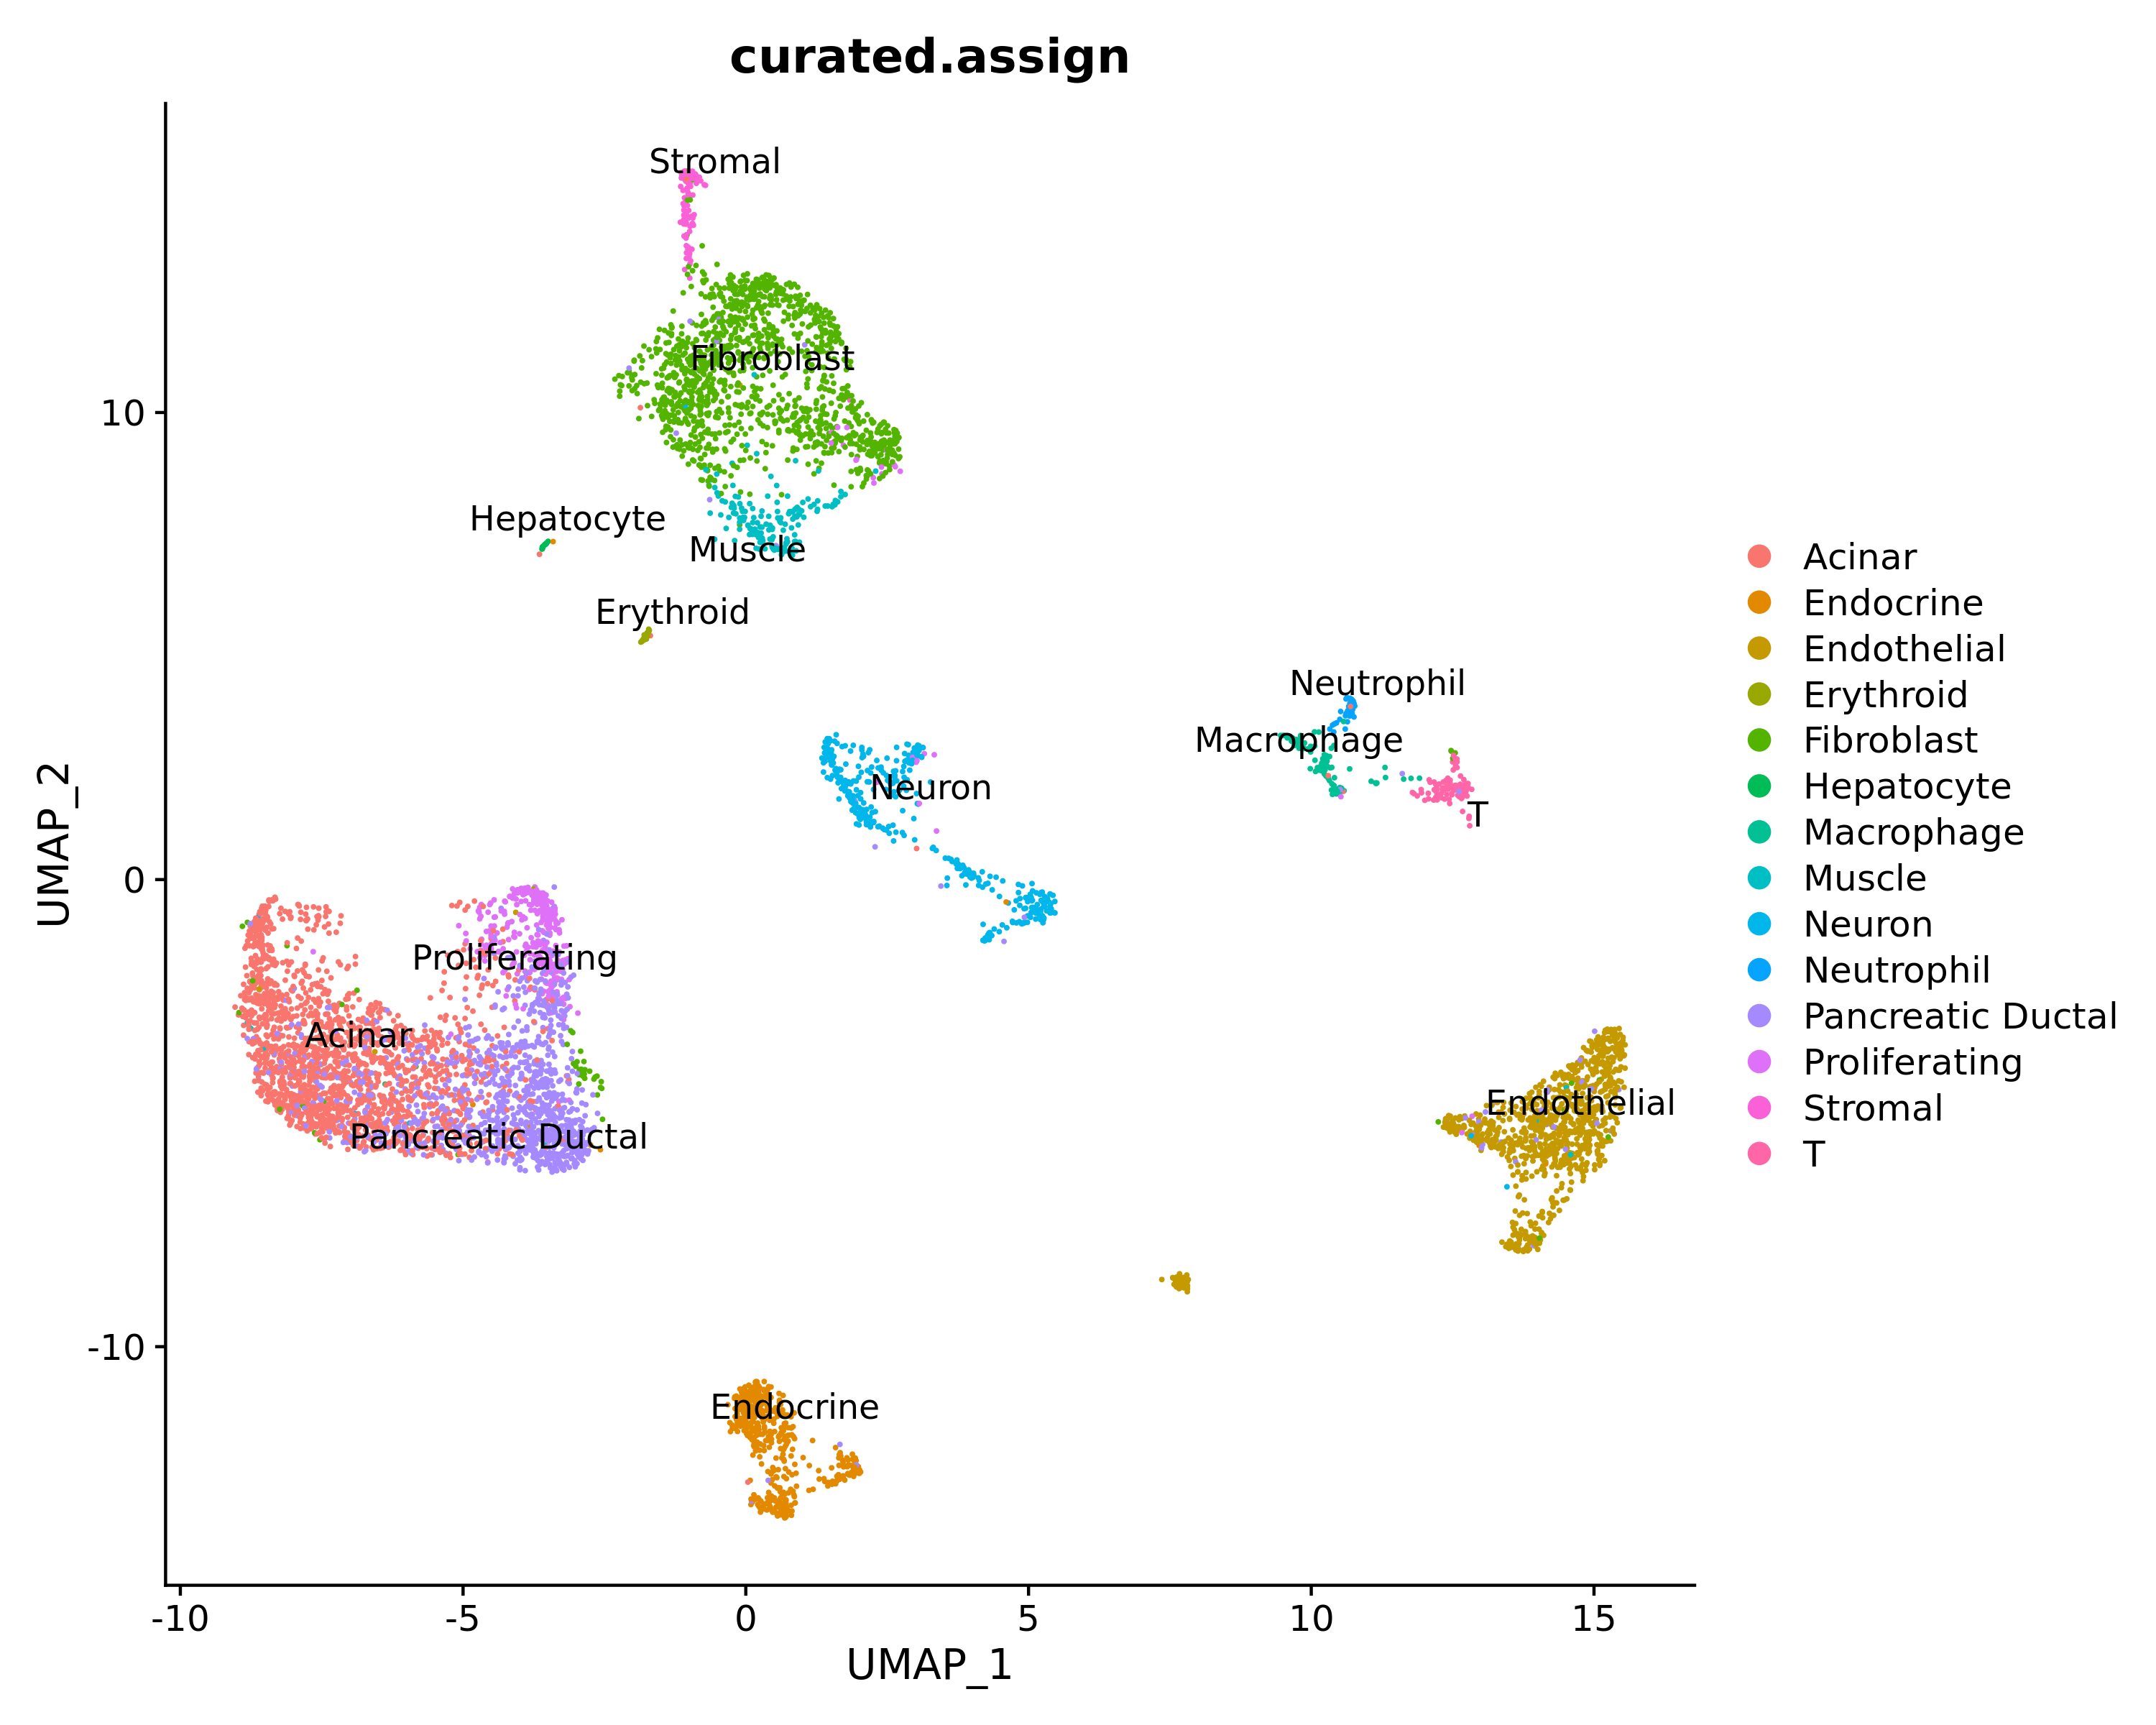 curated.assign
Stromal
Fibroblast
10
Hepatocyte
Muscle
Erythroid
Neutrophil
Macrophage
Neuron
T
UMAP_2
0
Proliferating
Acinar
Pancreatic Ductal
Endothelial
-10
Endocrine
-10 -5 0 5 10 15
UMAP_1
Acinar
Endocrine
Endothelial
Erythroid
Fibroblast
Hepatocyte
Macrophage
Muscle
Neuron
Neutrophil
Pancreatic Ductal
Proliferating
Stromal
T